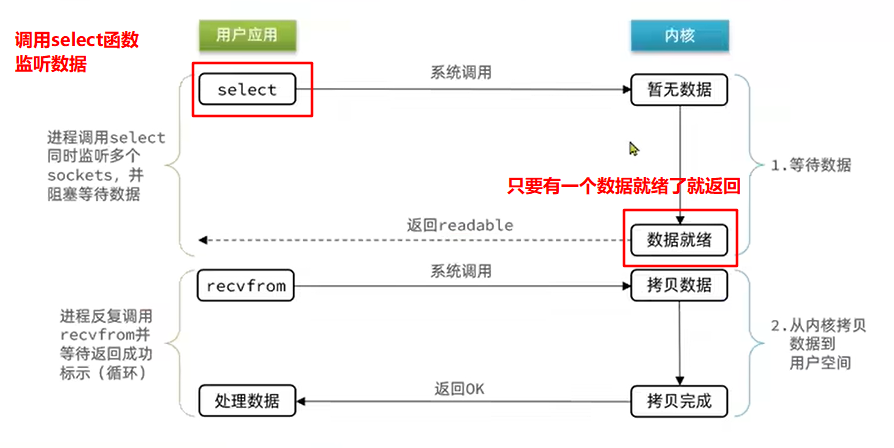 调用select函数
监听数据
用户应用
内核
select
系统调用
暂无数据
进程调用select
同时监听多个
sockets，并
阻塞等待数据
1.等待数据
只要有一个数据就绪了就返回
返回readable
数据就绪
recvfrom
系统调用
拷贝数据
进程反复调用
recvfrom并
等待返回成功
标示（循环）
2.从内核拷贝
数据到
用户空间
处理数据
返回OK
拷贝完成